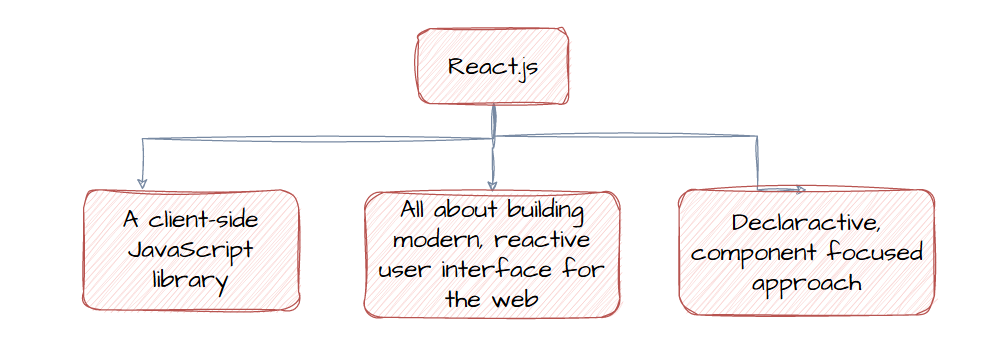 React.js
A client-side
JavaScript
library
All about building
modern, reactive
user interface for
the web
Declaractive,
component focused
approach